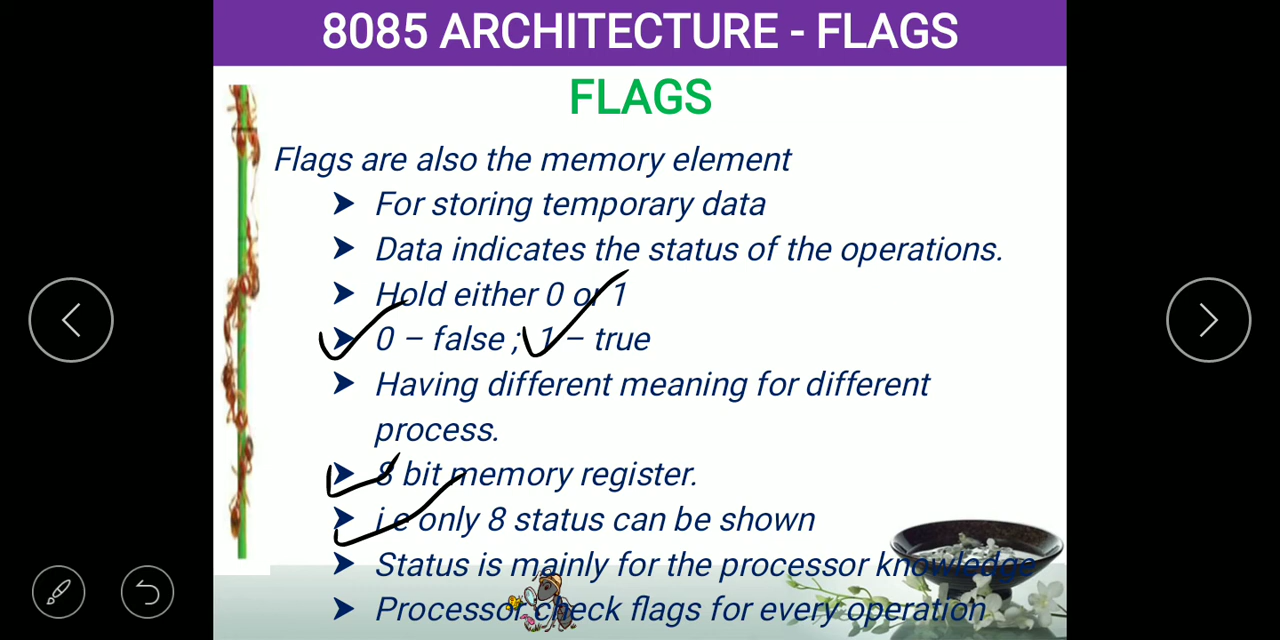 8085 ARCHITECTURE - FLAGS
FLAGS
Flags are also the memory element
➤ For storing temporary data
➤ Data indicates the status of the operations.
➤ Hold either 0 or 1
➤ 0 – false ; 1 – true
➤ Having different meaning for different
process.
➤ 8 bit memory register.
➤ i.e only 8 status can be shown
➤ Status is mainly for the processor knowledge
➤ Processor check flags for every operation